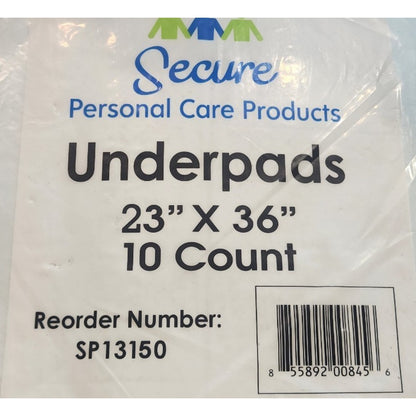 Secure
Personal Care Products
Underpads
23” X 36”
10 Count
Reorder Number:
SP13150
8 55892 00845 6